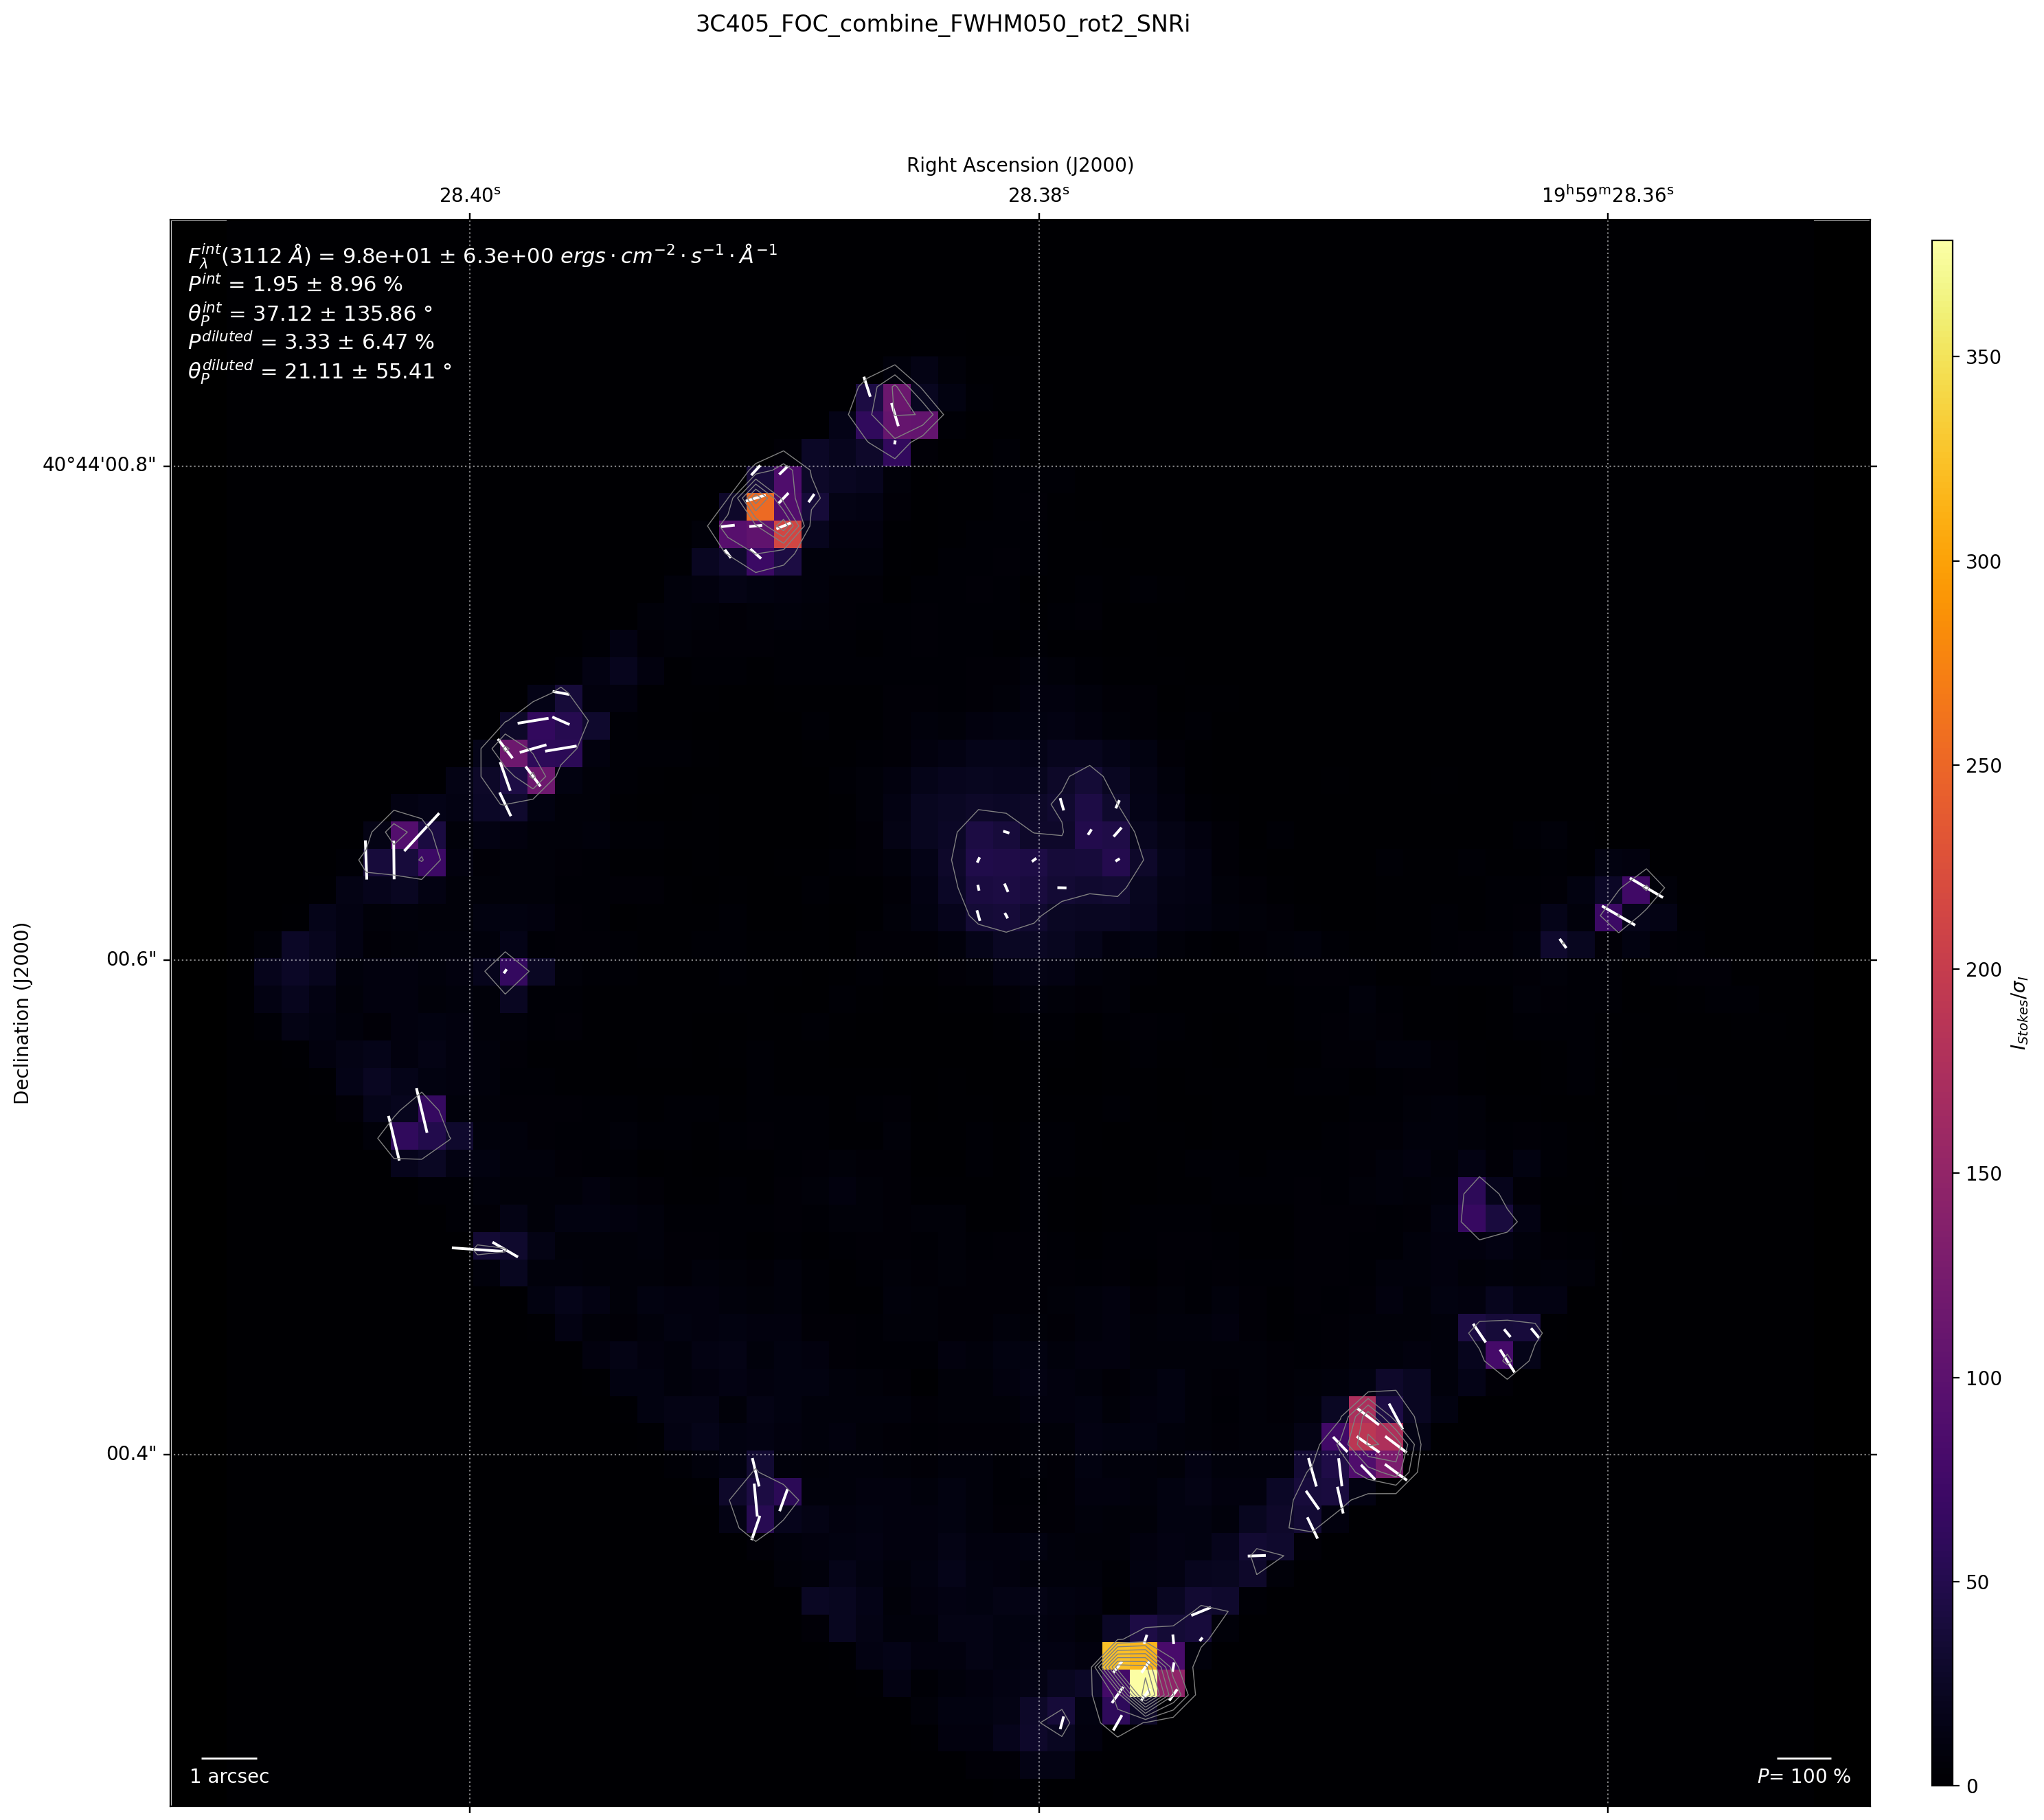 3C405_FOC_combine_FWHM050_rot2_SNRi
Right Ascension (J2000)
28.40ˢ 28.38ˢ 19ʰ59ᵐ28.36ˢ
F_λ^int(3112 Å) = 9.8e+01 ± 6.3e+00 ergs · cm⁻² · s⁻¹ · Å⁻¹
P^int = 1.95 ± 8.96 %
θ_P^int = 37.12 ± 135.86 °
P^diluted = 3.33 ± 6.47 %
θ_P^diluted = 21.11 ± 55.41 °
40°44'00.8"
00.6"
00.4"
Declination (J2000)
1 arcsec
P= 100 %
350
300
250
200
150
100
50
0
I_Stokes/σ_I